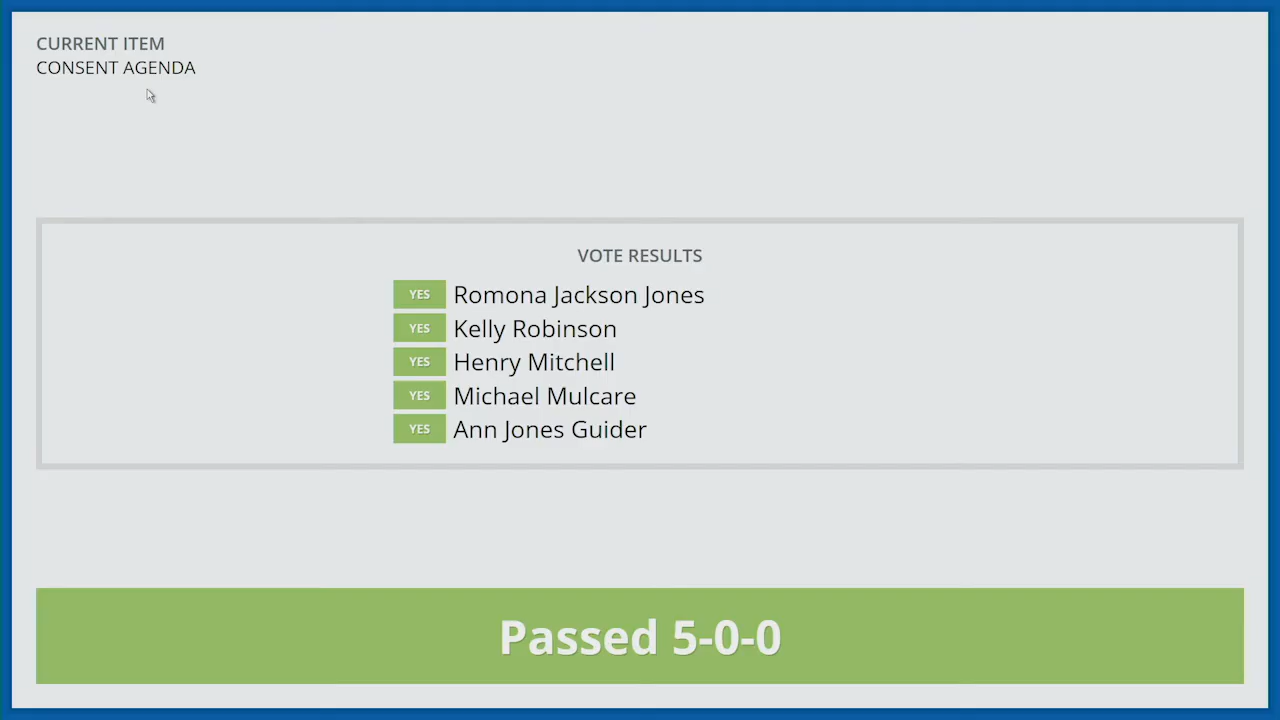 CURRENT ITEM
CONSENT AGENDA
VOTE RESULTS
YES Romona Jackson Jones
YES Kelly Robinson
YES Henry Mitchell
YES Michael Mulcare
YES Ann Jones Guider
Passed 5-0-0